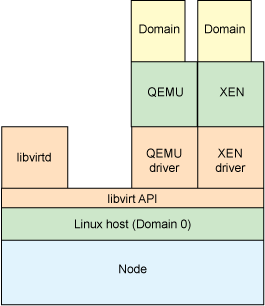 Domain
Domain
QEMU
XEN
libvirtd
QEMU
driver
XEN
driver
libvirt API
Linux host (Domain 0)
Node